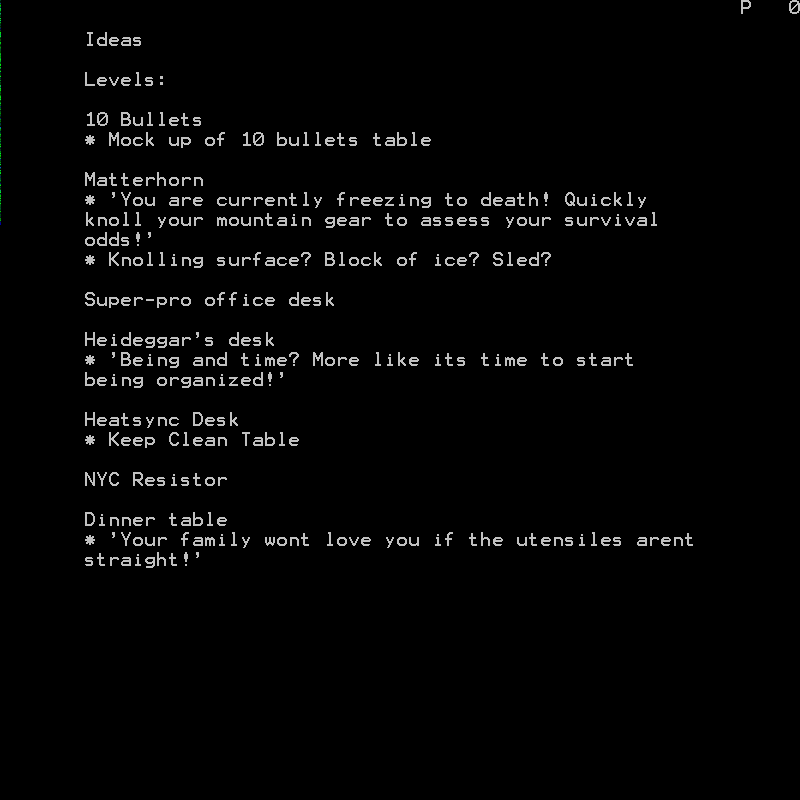 P 0
Ideas
Levels:
10 Bullets
* Mock up of 10 bullets table
Matterhorn
* 'You are currently freezing to death! Quickly
knoll your mountain gear to assess your survival
odds!'
* Knolling surface? Block of ice? Sled?
Super-pro office desk
Heideggar's desk
* 'Being and time? More like its time to start
being organized!'
Heatsync Desk
* Keep Clean Table
NYC Resistor
Dinner table
* 'Your family wont love you if the utensiles arent
straight!'